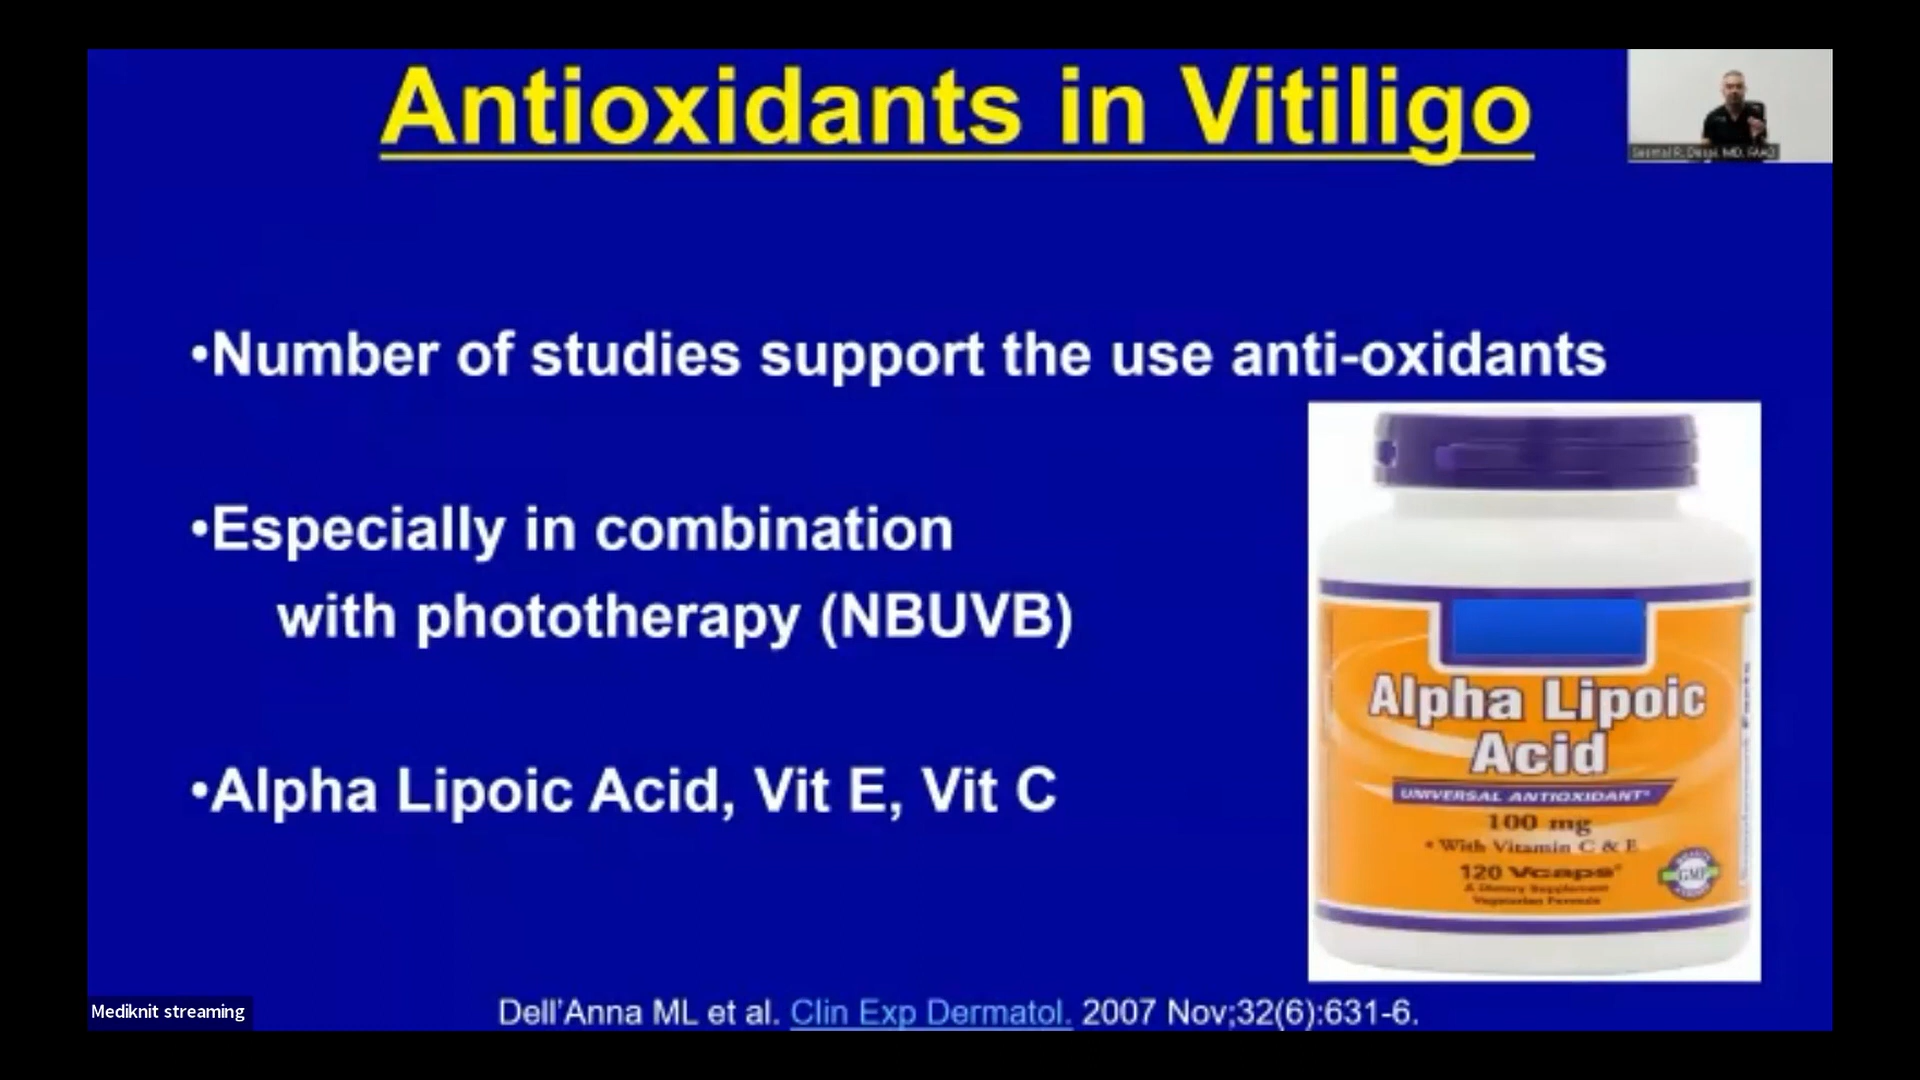 Antioxidants in Vitiligo
•Number of studies support the use anti-oxidants
•Especially in combination
with phototherapy (NBUVB)
•Alpha Lipoic Acid, Vit E, Vit C
Alpha Lipoic
Acid
UNIVERSAL ANTIOXIDANT
100 mg
• With Vitamin C & E
120 Vcaps
A Dietary Supplement
Vegetarian Formula
GMP
Dell'Anna ML et al. Clin Exp Dermatol. 2007 Nov;32(6):631-6.
Mediknit streaming